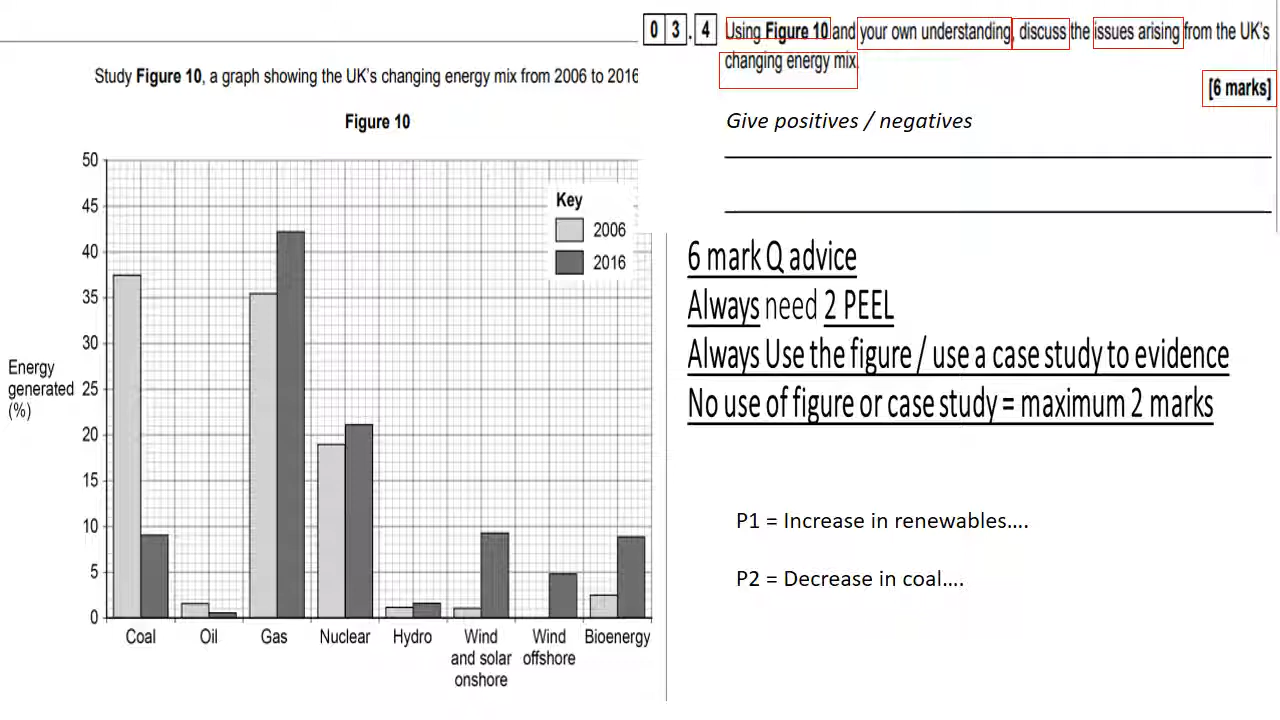 Study Figure 10, a graph showing the UK's changing energy mix from 2006 to 2016
Figure 10
50
45
40
35
30
25
20
15
10
5
0
Energy
generated
(%)
Key
2006
2016
Coal
Oil
Gas
Nuclear
Hydro
Wind
and solar
onshore
Wind
offshore
Bioenergy
0 3 . 4 Using Figure 10 and your own understanding, discuss the issues arising from the UK's
changing energy mix.
[6 marks]
Give positives / negatives
6 mark Q advice
Always need 2 PEEL
Always Use the figure / use a case study to evidence
No use of figure or case study = maximum 2 marks
P1 = Increase in renewables....
P2 = Decrease in coal....